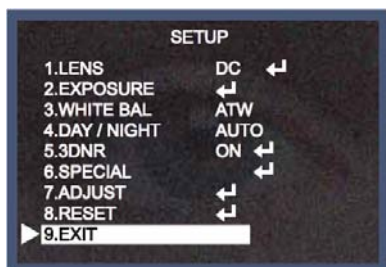 SETUP
1.LENS DC ↵
2.EXPOSURE ↵
3.WHITE BAL ATW
4.DAY / NIGHT AUTO
5.3DNR ON ↵
6.SPECIAL ↵
7.ADJUST ↵
8.RESET ↵
9.EXIT